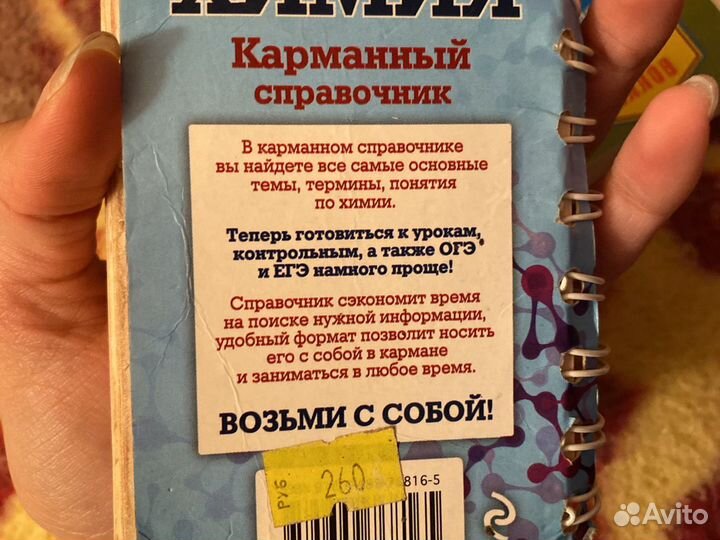 ХИМИЯ
Карманный
справочник
В карманном справочнике
вы найдете все самые основные
темы, термины, понятия
по химии.
Теперь готовиться к урокам,
контрольным, а также ОГЭ
и ЕГЭ намного проще!
Справочник сэкономит время
на поиске нужной информации,
удобный формат позволит носить
его с собой в кармане
и заниматься в любое время.
ВОЗЬМИ С СОБОЙ!
РУБ 260
816-5
Avito